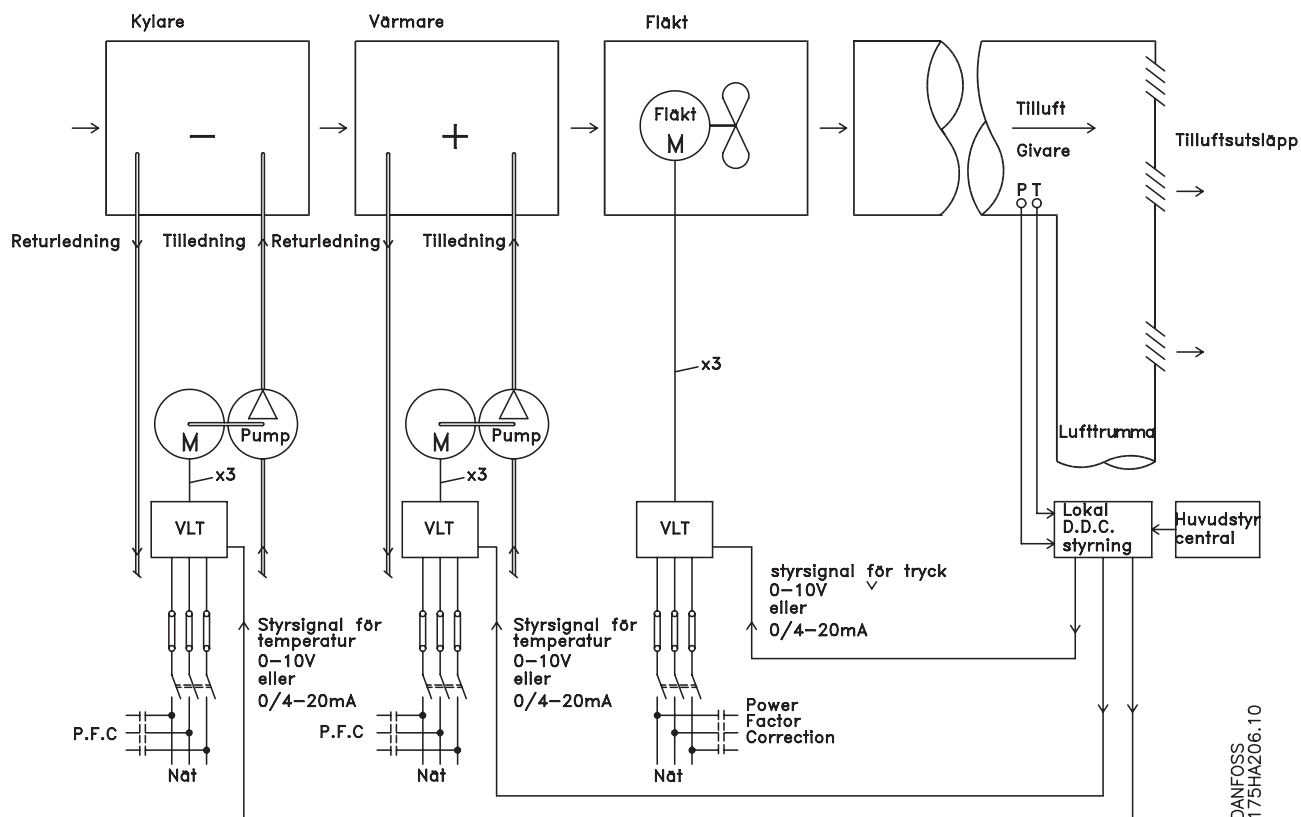 Kylare
Värmare
Fläkt
–
+
Fläkt
M
Tilluft
Givare
P T
Tilluftsutsläpp
Returledning
Tilledning
Returledning
Tilledning
x3
M
Pump
M
Pump
Lufttrumma
x3
x3
VLT
VLT
VLT
Lokal
D.D.C.
styrning
Huvudstyr
central
styrsignal för tryck
0–10V
eller
0/4–20mA
Styrsignal för
temperatur
0–10V
eller
0/4–20mA
Styrsignal för
temperatur
0–10V
eller
0/4–20mA
P.F.C
P.F.C
Power
Factor
Correction
Nät
Nät
Nät
DANFOSS
175HA206.10